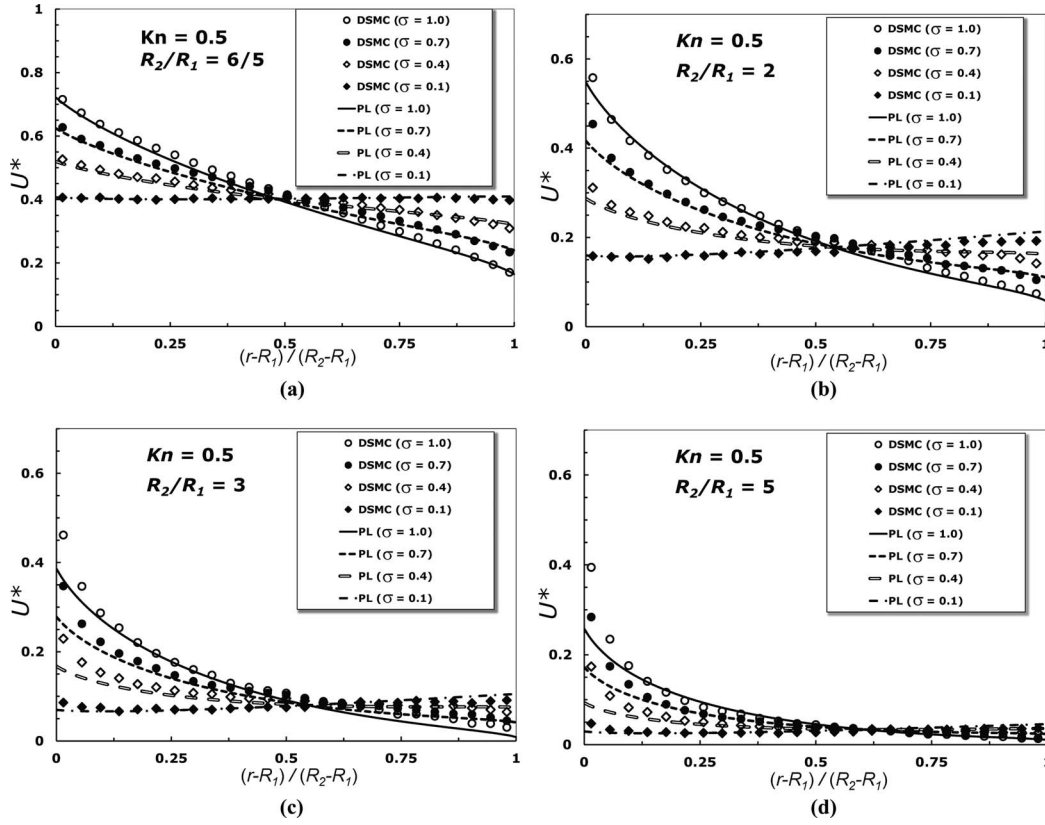 1
0.8
0.6
0.4
0.2
0
U*
Kn = 0.5
R2/R1 = 6/5
DSMC (σ = 1.0)
DSMC (σ = 0.7)
DSMC (σ = 0.4)
DSMC (σ = 0.1)
PL (σ = 1.0)
PL (σ = 0.7)
PL (σ = 0.4)
PL (σ = 0.1)
0 0.25 0.5 0.75 1
(r-R1) / (R2-R1)
(a)
0.6
0.4
0.2
0
U*
Kn = 0.5
R2/R1 = 2
DSMC (σ = 1.0)
DSMC (σ = 0.7)
DSMC (σ = 0.4)
DSMC (σ = 0.1)
PL (σ = 1.0)
PL (σ = 0.7)
PL (σ = 0.4)
PL (σ = 0.1)
0 0.25 0.5 0.75 1
(r-R1) / (R2-R1)
(b)
0.6
0.4
0.2
0
U*
Kn = 0.5
R2/R1 = 3
DSMC (σ = 1.0)
DSMC (σ = 0.7)
DSMC (σ = 0.4)
DSMC (σ = 0.1)
PL (σ = 1.0)
PL (σ = 0.7)
PL (σ = 0.4)
PL (σ = 0.1)
0 0.25 0.5 0.75 1
(r-R1) / (R2-R1)
(c)
0.6
0.4
0.2
0
U*
Kn = 0.5
R2/R1 = 5
DSMC (σ = 1.0)
DSMC (σ = 0.7)
DSMC (σ = 0.4)
DSMC (σ = 0.1)
PL (σ = 1.0)
PL (σ = 0.7)
PL (σ = 0.4)
PL (σ = 0.1)
0 0.25 0.5 0.75 1
(r-R1) / (R2-R1)
(d)